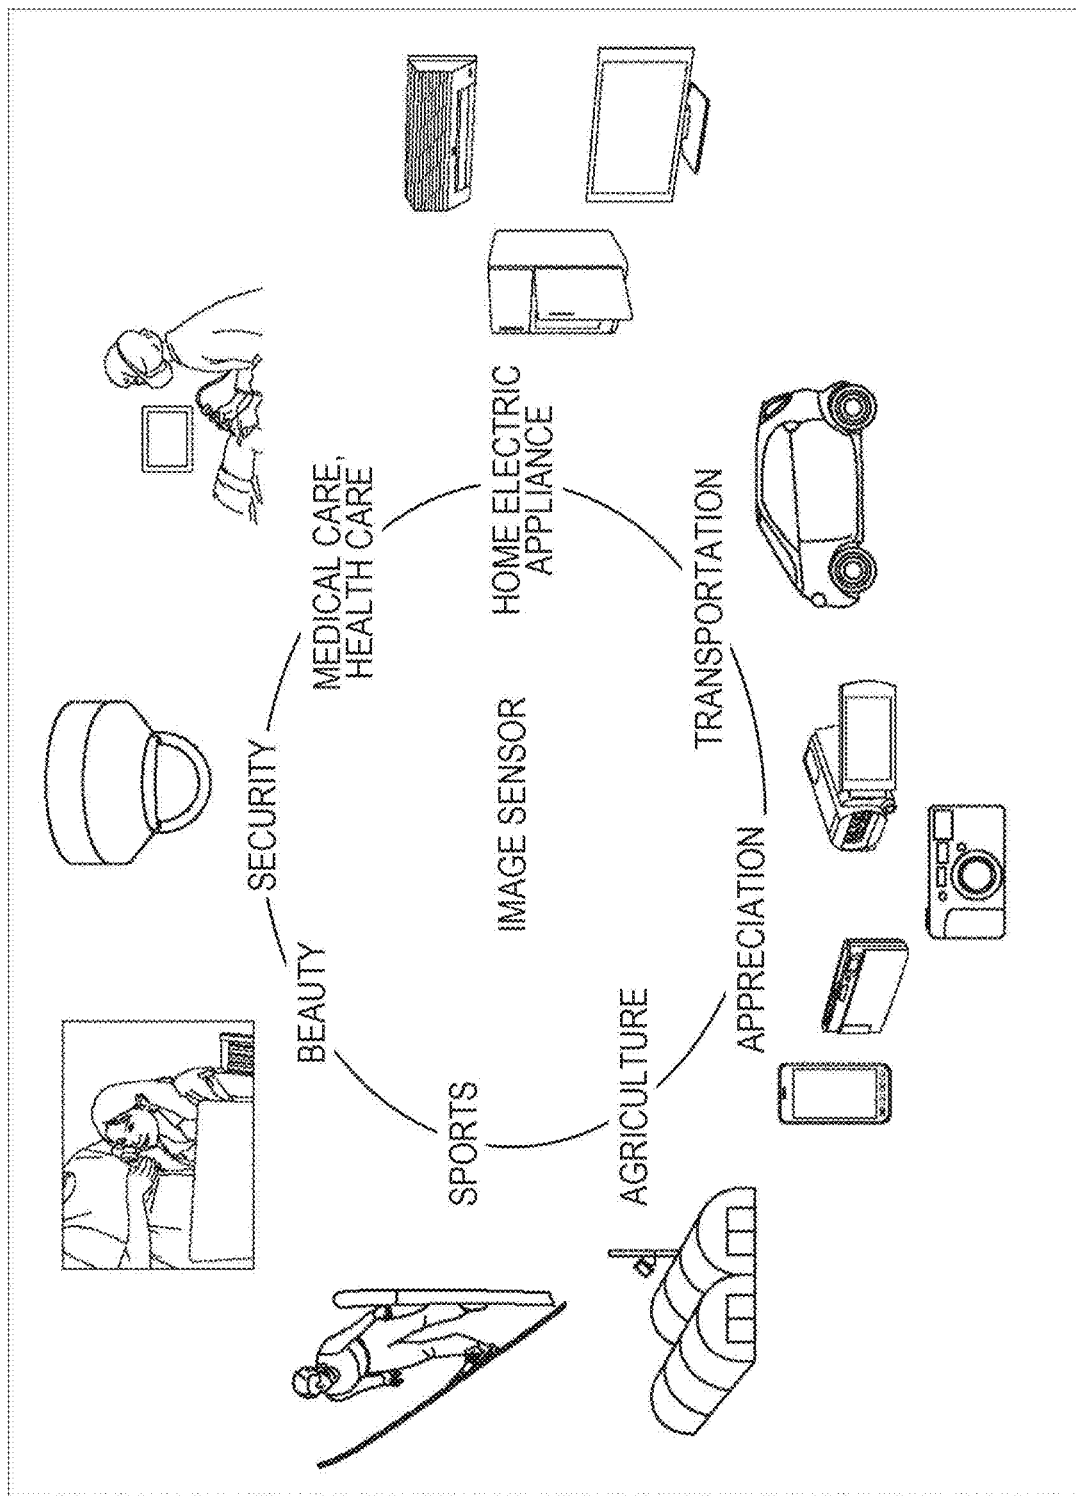 SECURITY
BEAUTY
MEDICAL CARE,
HEALTH CARE
SPORTS
IMAGE SENSOR
HOME ELECTRIC
APPLIANCE
AGRICULTURE
TRANSPORTATION
APPRECIATION